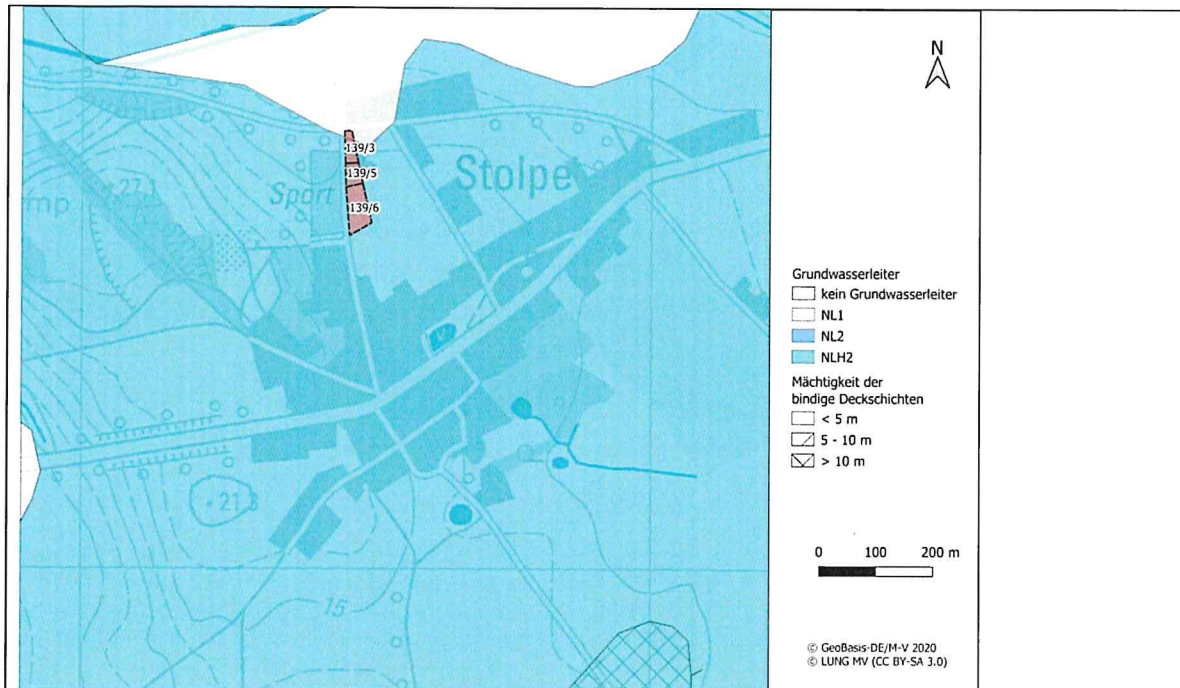 N
139/3
139/5
139/6
Stolpe
Sport
27.1
mp
21.3
15
Grundwasserleiter
kein Grundwasserleiter
NL1
NL2
NLH2
Mächtigkeit der
bindige Deckschichten
< 5 m
5 - 10 m
> 10 m
0 100 200 m
© GeoBasis-DE/M-V 2020
© LUNG MV (CC BY-SA 3.0)